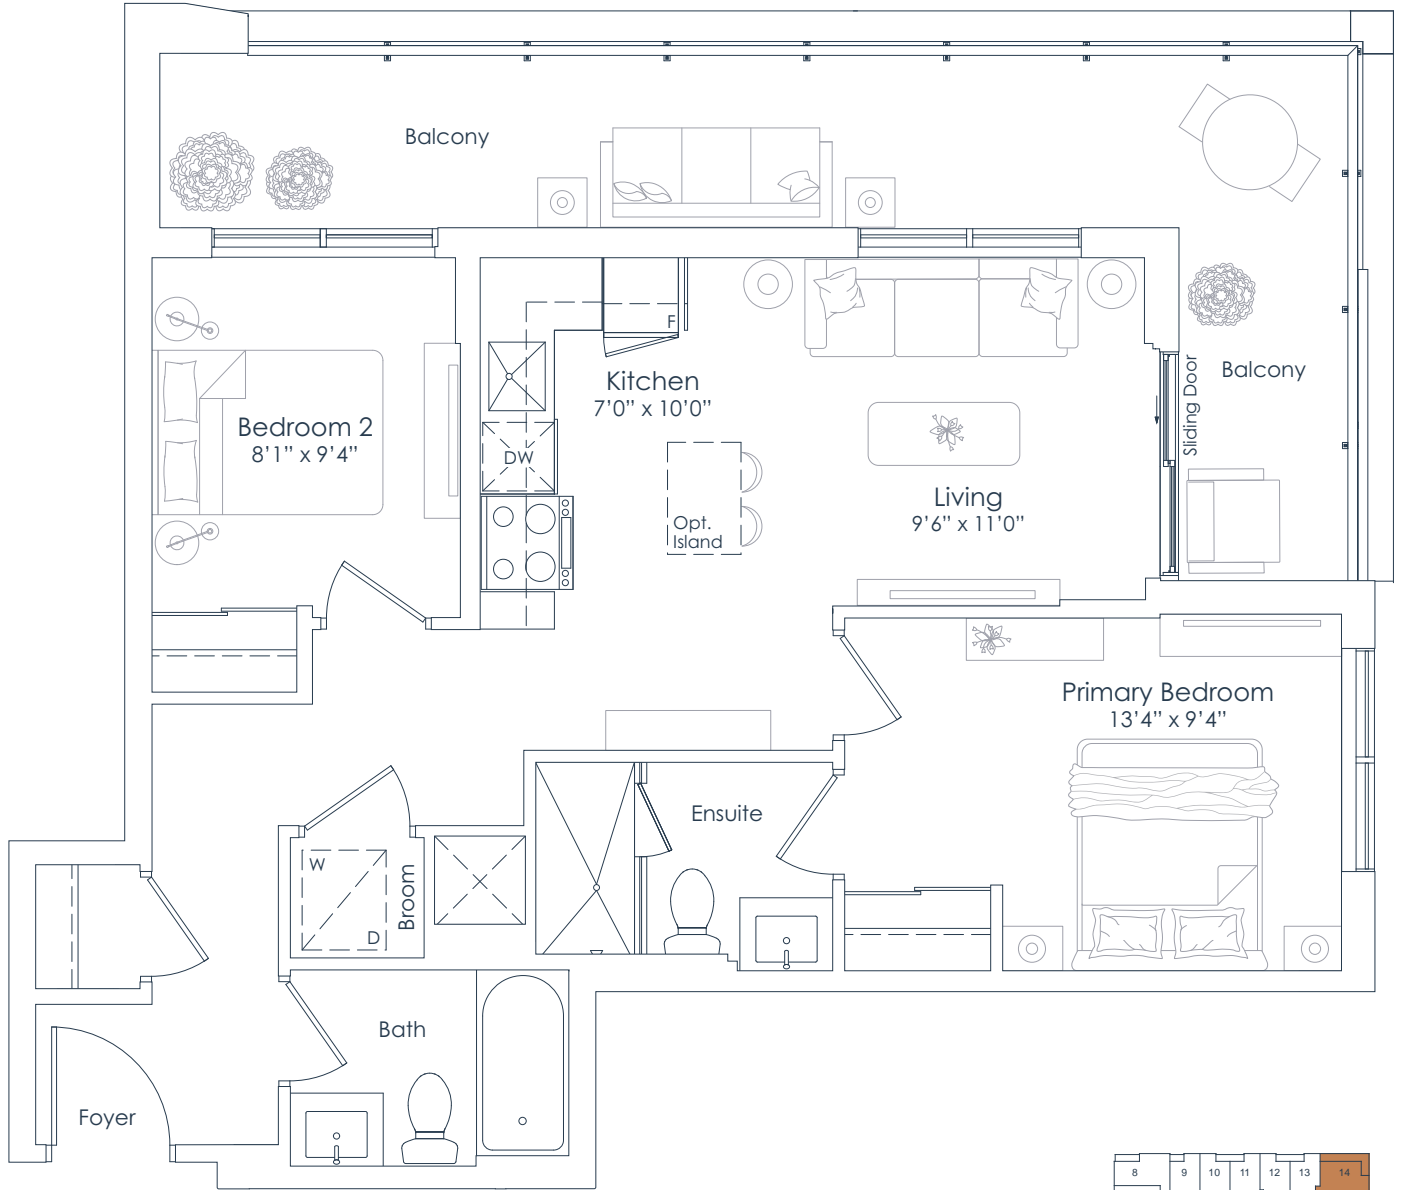 Balcony
F
Kitchen
7’0” x 10’0”
Sliding Door
Balcony
Bedroom 2
8’1” x 9’4”
DW
Living
9’6” x 11’0”
Opt.
Island
Primary Bedroom
13’4” x 9’4”
Ensuite
W
D
Broom
Bath
Foyer
8 9 10 11 12 13 14